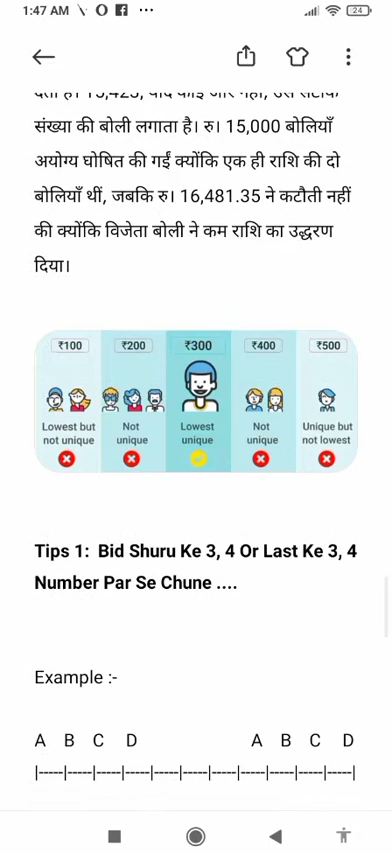 1:47 AM
24
संख्या की बोली लगाता है। रु। 15,000 बोलियाँ
अयोग्य घोषित की गईं क्योंकि एक ही राशि की दो
बोलियाँ थीं, जबकि रु। 16,481.35 ने कटौती नहीं
की क्योंकि विजेता बोली ने कम राशि का उद्धरण
दिया।
₹100 ₹200 ₹300 ₹400 ₹500
Lowest but Not Lowest Not Unique but
not unique unique unique unique not lowest
Tips 1: Bid Shuru Ke 3, 4 Or Last Ke 3, 4
Number Par Se Chune ....
Example :-
A B C D A B C D
|-----|-----|-----|-----|-----|-----|-----|-----|-----|-----|-----|